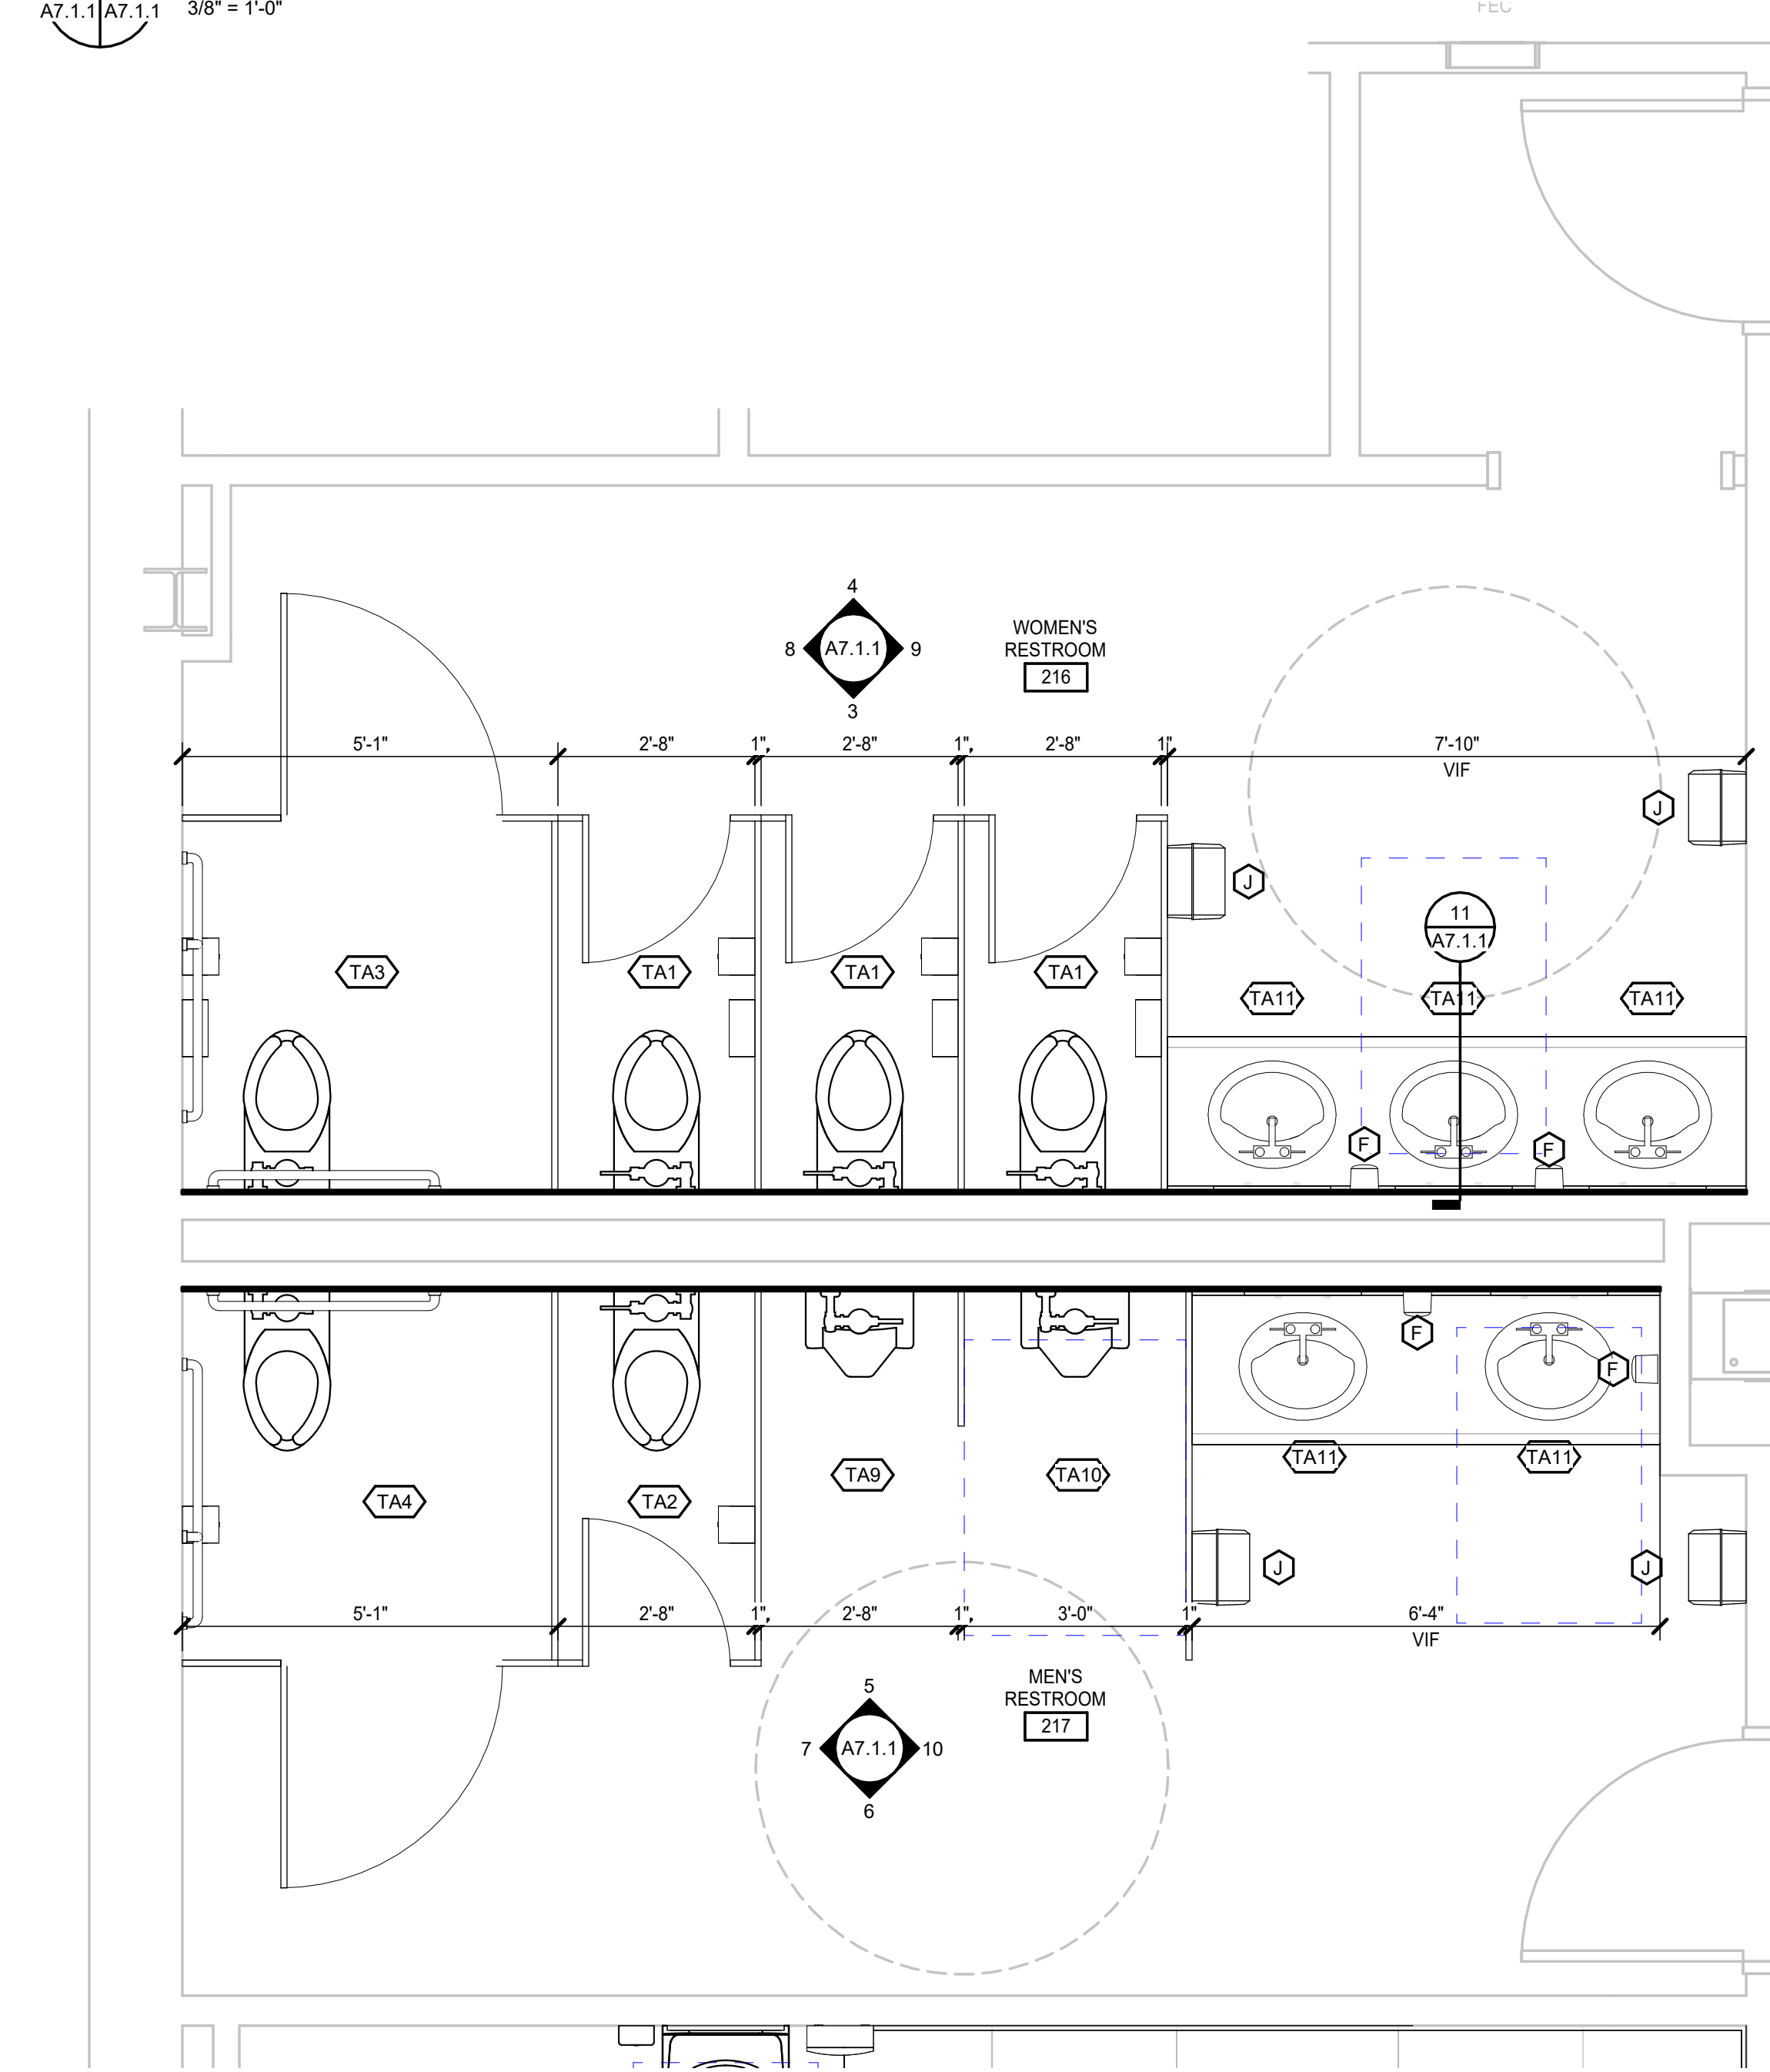 A7.1.1 A7.1.1 3/8" = 1'-0"
FEC
4
WOMEN'S
RESTROOM
8 A7.1.1 9
216
3
5'-1" 2'-8" 1" 2'-8" 1" 2'-8" 1" 7'-10"
VIF
J
J
11
A7.1.1
TA3 TA1 TA1 TA1
TA11 TA11 TA11
F F
F
F
TA11 TA11
TA9 TA10
TA4 TA2
J J
5'-1" 2'-8" 1" 2'-8" 1" 3'-0" 1" 6'-4"
VIF
MEN'S
5
RESTROOM
217
7 A7.1.1 10
6